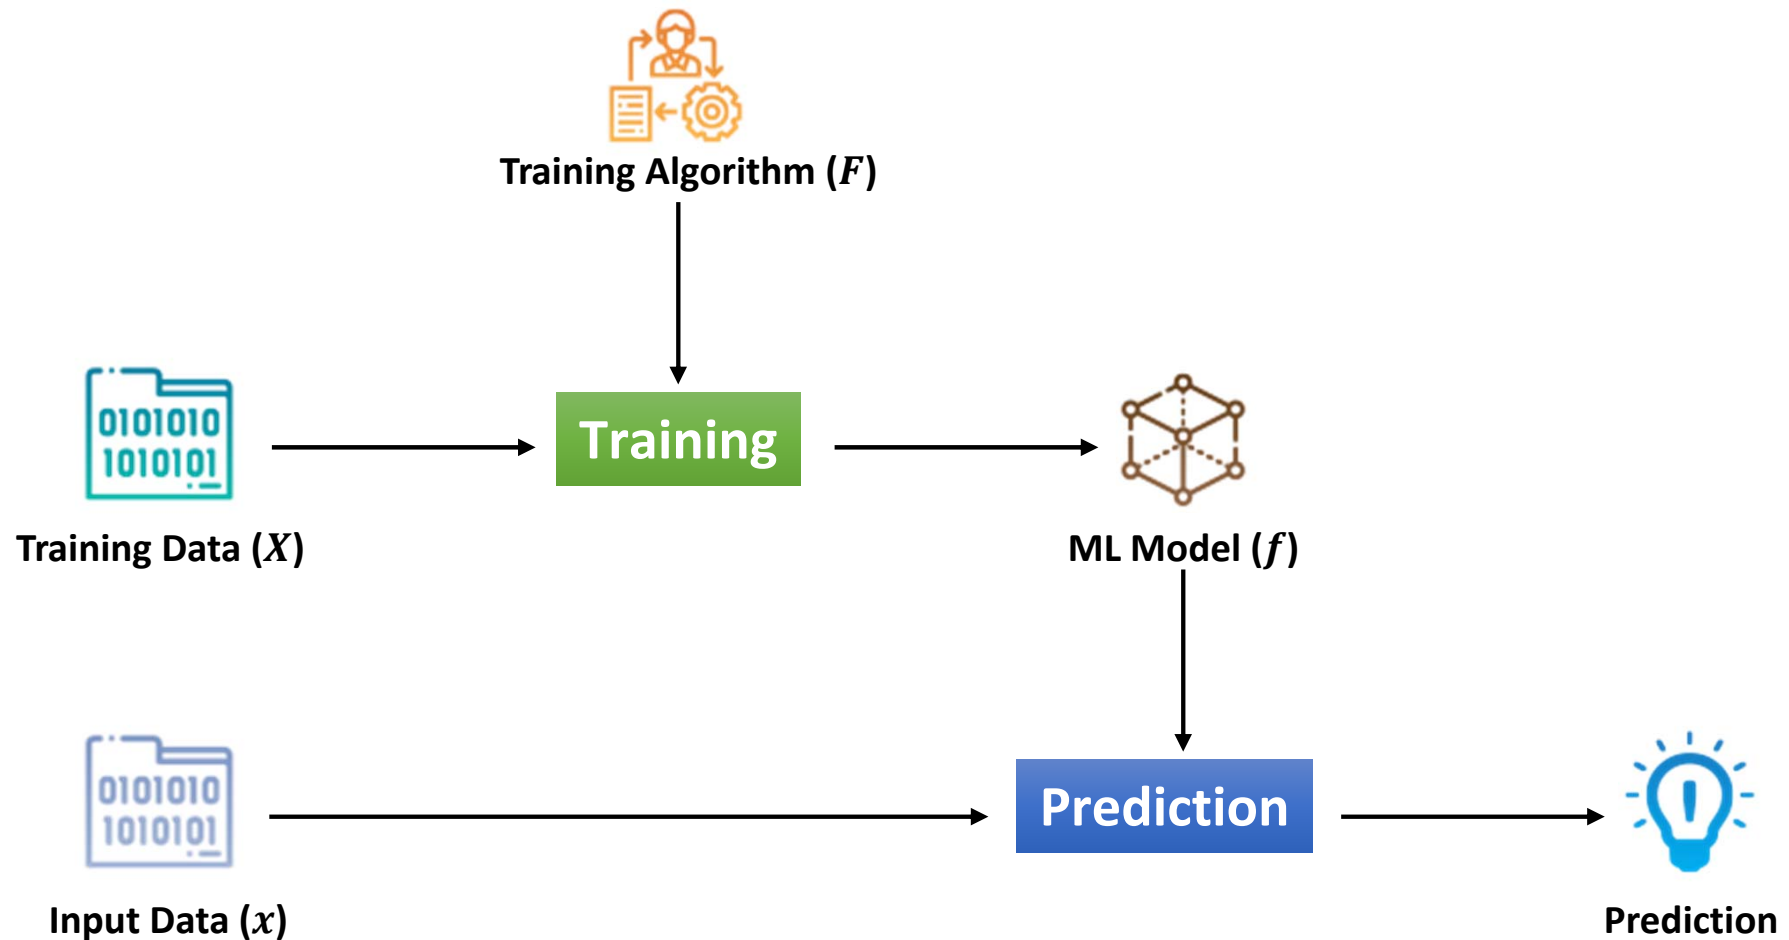 Training Algorithm (F)
0101010
1010101
Training
Training Data (X)
ML Model (f)
0101010
1010101
Prediction
Input Data (x)
Prediction